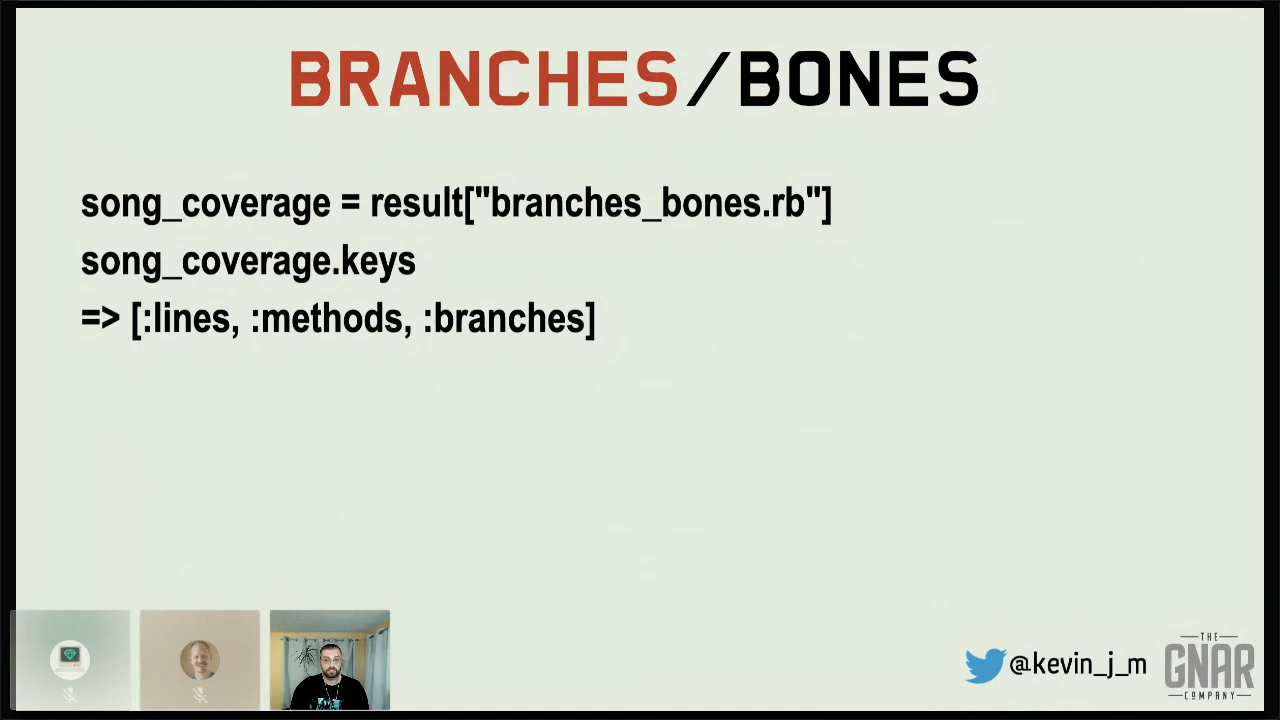 BRANCHES/BONES
song_coverage = result["branches_bones.rb"]
song_coverage.keys
=> [:lines, :methods, :branches]
@kevin_j_m
THE
GNAR
COMPANY